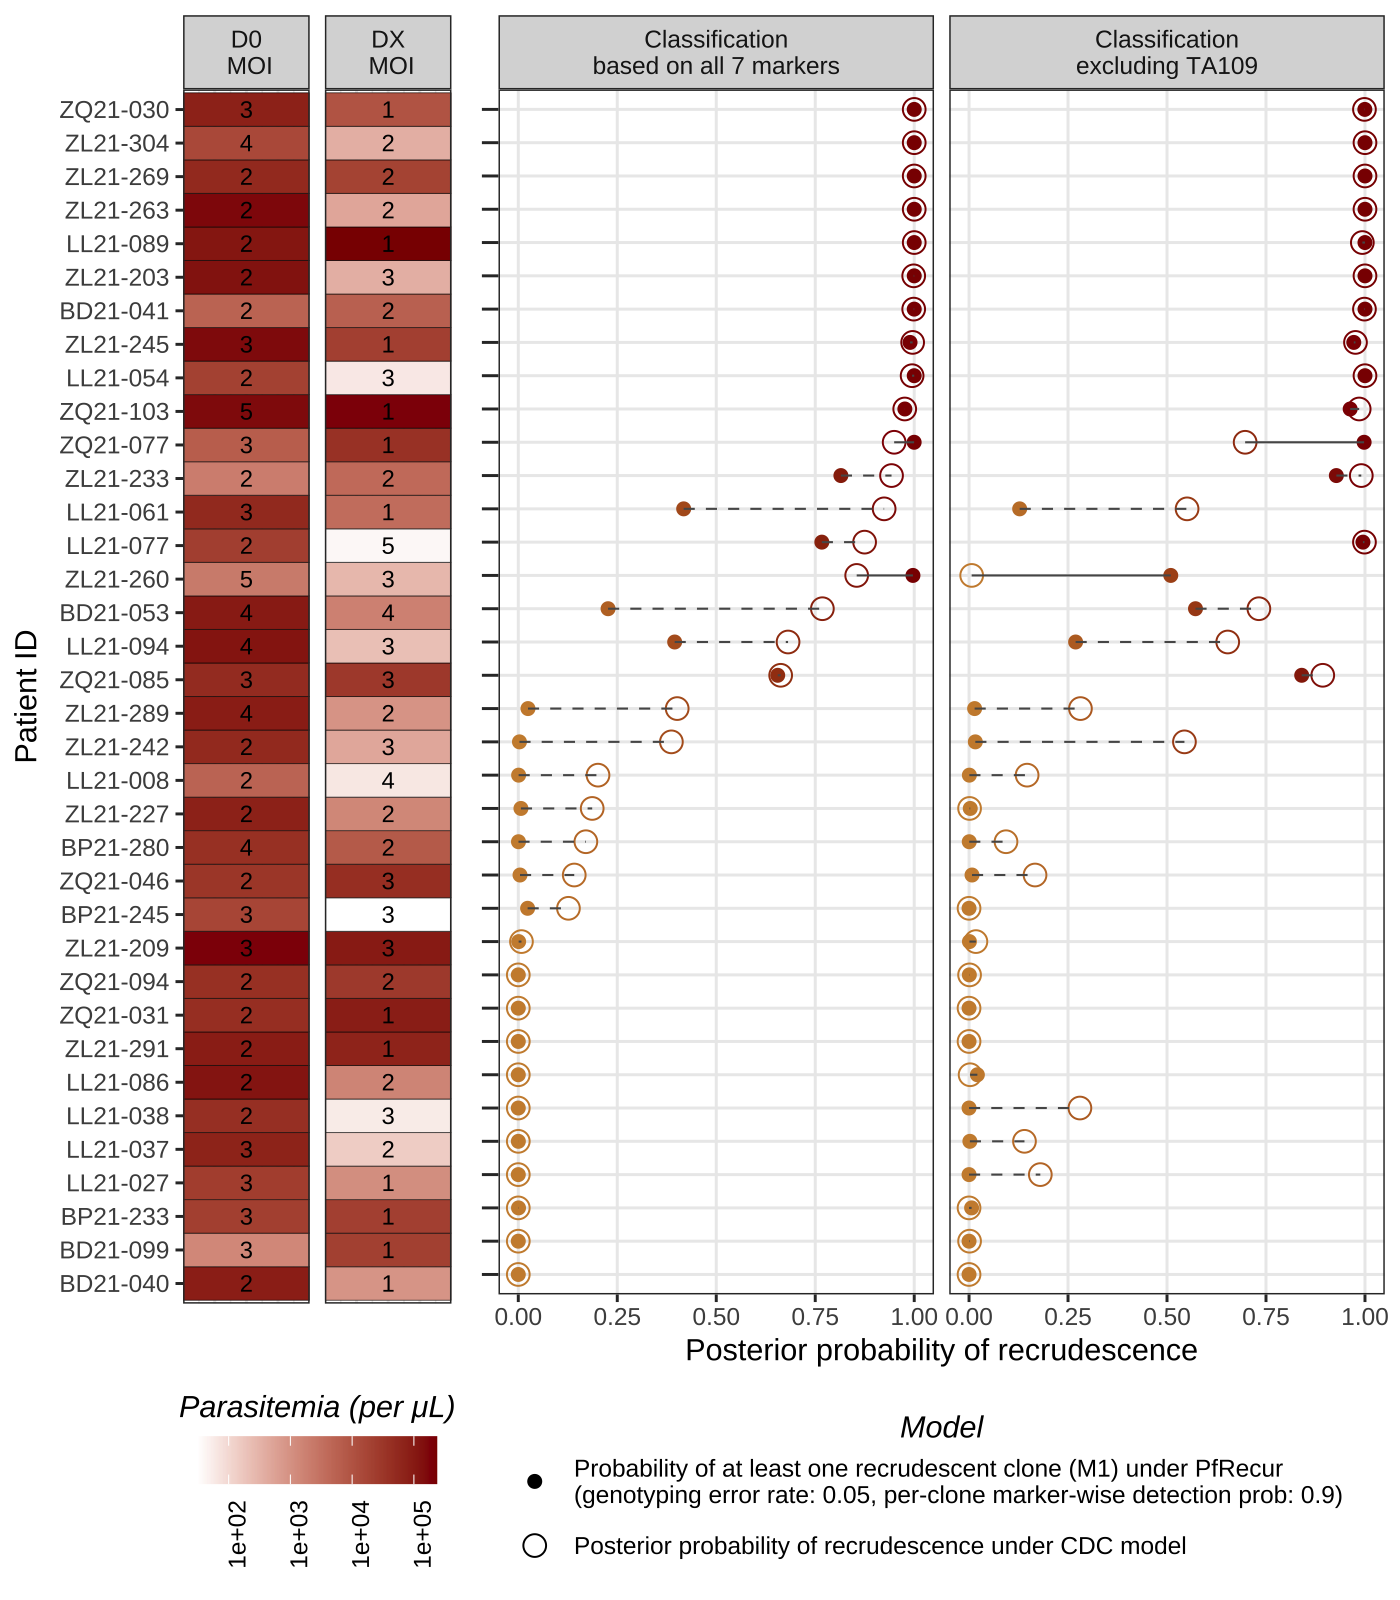 D0
MOI
DX
MOI
Classification
based on all 7 markers
Classification
excluding TA109
Patient ID
ZQ21-030 3 1
ZL21-304 4 2
ZL21-269 2 2
ZL21-263 2 2
LL21-089 2 1
ZL21-203 2 3
BD21-041 2 2
ZL21-245 3 1
LL21-054 2 3
ZQ21-103 5 1
ZQ21-077 3 1
ZL21-233 2 2
LL21-061 3 1
LL21-077 2 5
ZL21-260 5 3
BD21-053 4 4
LL21-094 4 3
ZQ21-085 3 3
ZL21-289 4 2
ZL21-242 2 3
LL21-008 2 4
ZL21-227 2 2
BP21-280 4 2
ZQ21-046 2 3
BP21-245 3 3
ZL21-209 3 3
ZQ21-094 2 2
ZQ21-031 2 1
ZL21-291 2 1
LL21-086 2 2
LL21-038 2 3
LL21-037 3 2
LL21-027 3 1
BP21-233 3 1
BD21-099 3 1
BD21-040 2 1
0.00 0.25 0.50 0.75 1.00 0.00 0.25 0.50 0.75 1.00
Posterior probability of recrudescence
Parasitemia (per μL)
1e+02 1e+03 1e+04 1e+05
Model
Probability of at least one recrudescent clone (M1) under PfRecur
(genotyping error rate: 0.05, per-clone marker-wise detection prob: 0.9)
Posterior probability of recrudescence under CDC model